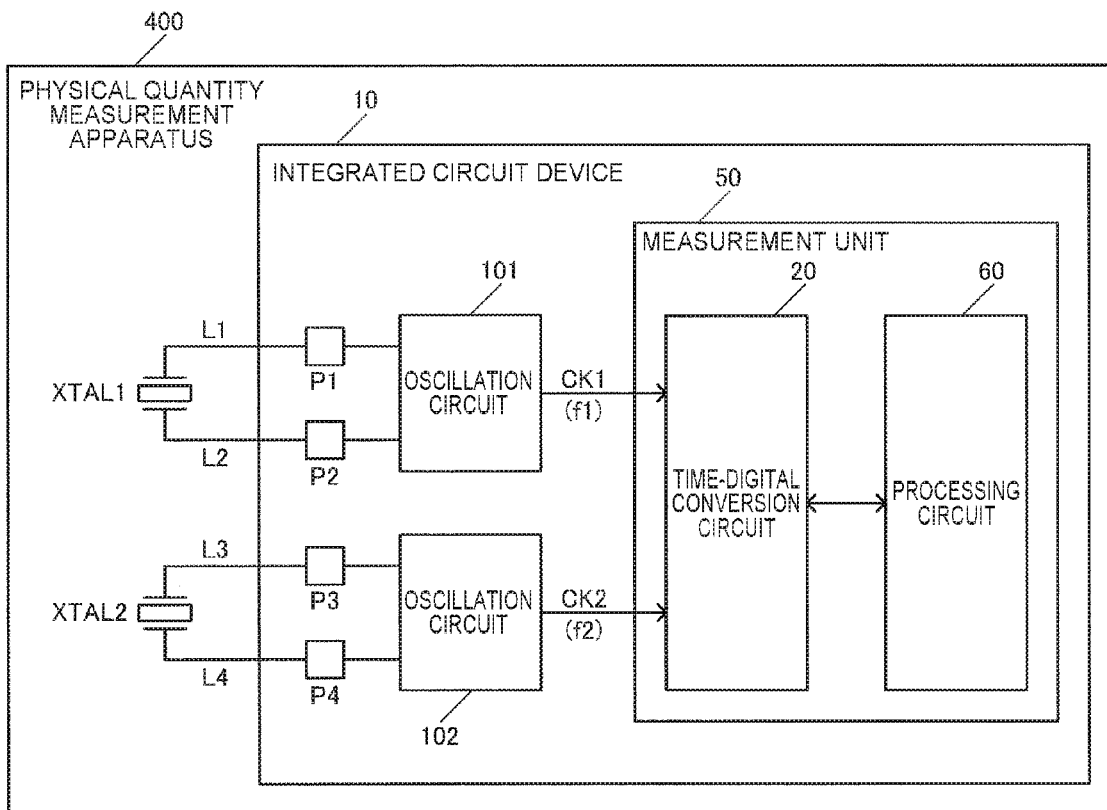 400
PHYSICAL QUANTITY
MEASUREMENT
APPARATUS
10
INTEGRATED CIRCUIT DEVICE
50
MEASUREMENT UNIT
101
20
60
L1
P1
XTAL1
L2
P2
OSCILLATION
CIRCUIT
CK1
(f1)
TIME-DIGITAL
CONVERSION
CIRCUIT
PROCESSING
CIRCUIT
L3
P3
XTAL2
L4
P4
OSCILLATION
CIRCUIT
CK2
(f2)
102